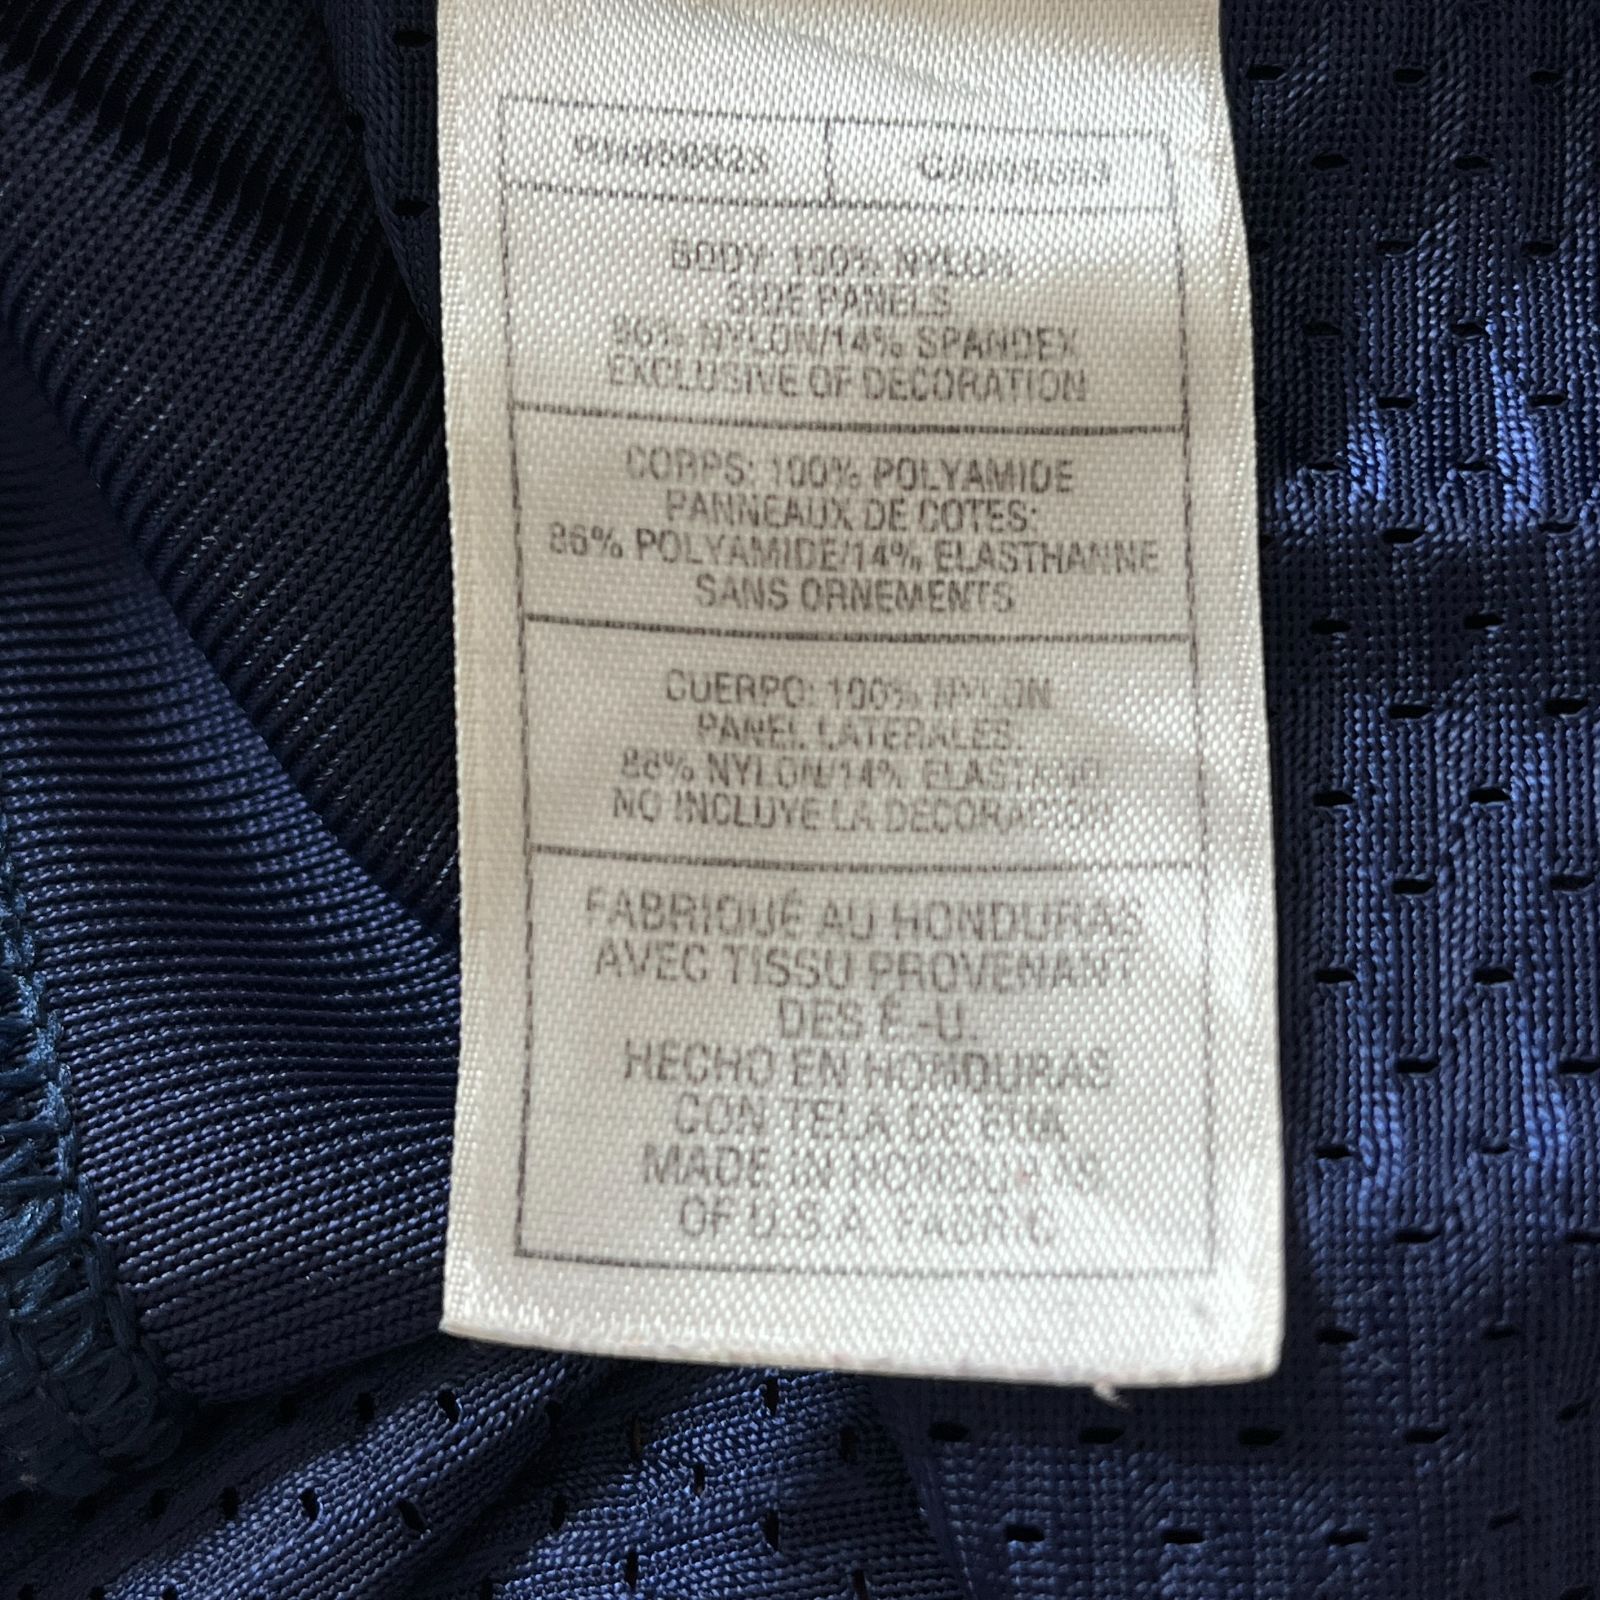 BODY: 100% NYLON
SIDE PANELS
86% NYLON/14% SPANDEX
EXCLUSIVE OF DECORATION
CORPS: 100% POLYAMIDE
PANNEAUX DE COTES:
86% POLYAMIDE/14% ELASTHANNE
SANS ORNEMENTS
CUERPO: 100% NYLON
PANEL LATERALES:
86% NYLON/14% ELASTANO
NO INCLUYE LA DECORACION
FABRIQUÉ AU HONDURAS
AVEC TISSU PROVENANT
DES É.-U.
HECHO EN HONDURAS
CON TELA DE EUA
MADE IN HONDURAS
OF U.S.A. FABRIC